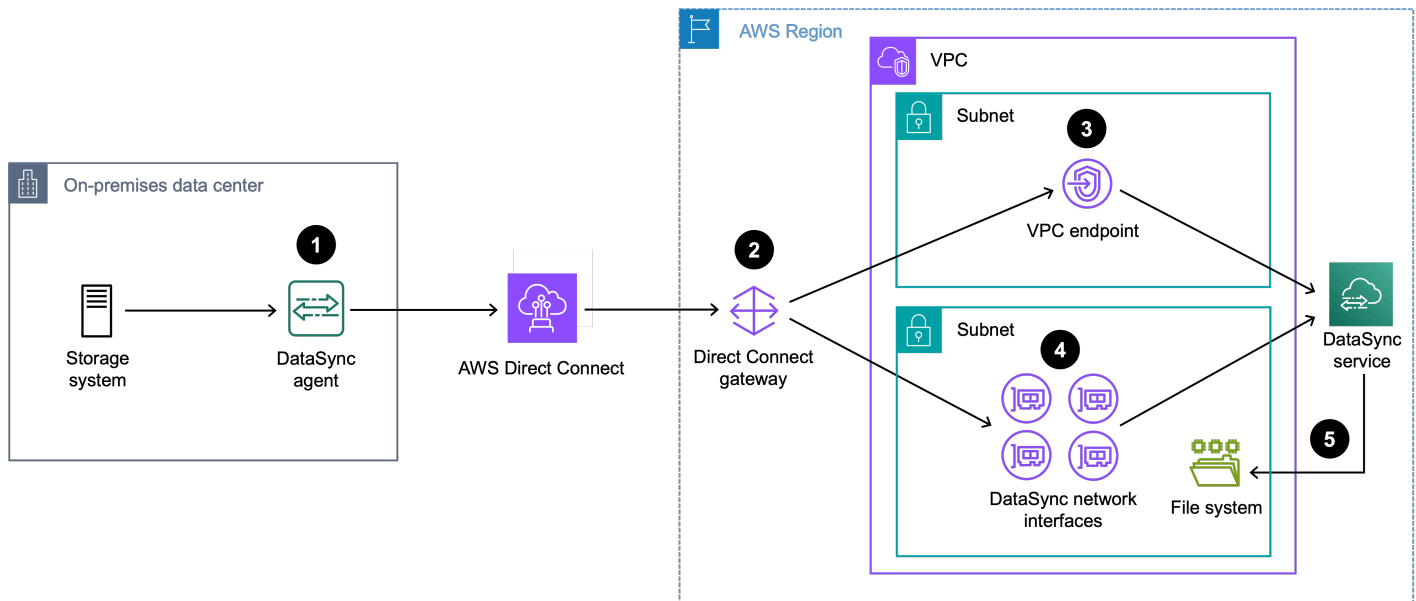 AWS Region
VPC
Subnet
3
VPC endpoint
On-premises data center
1
Storage
system
DataSync
agent
AWS Direct Connect
2
Direct Connect
gateway
Subnet
4
DataSync network
interfaces
File system
DataSync
service
5